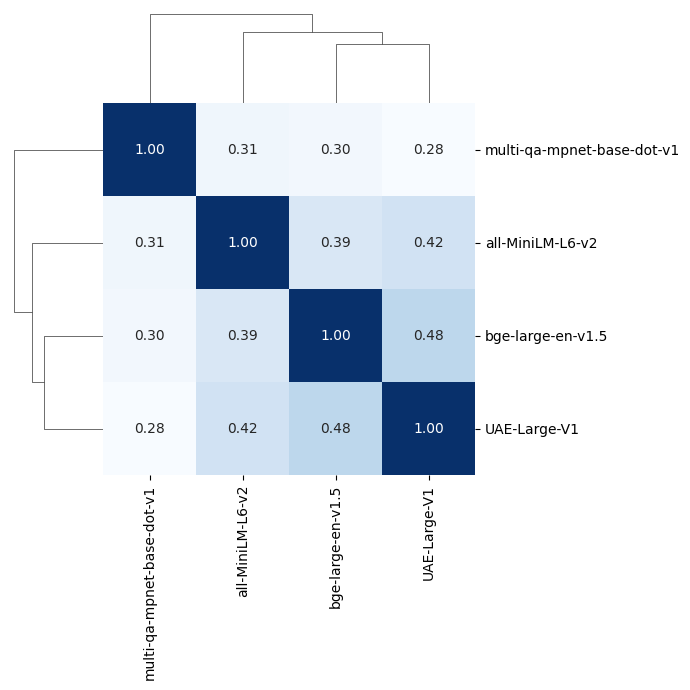 1.00 0.31 0.30 0.28 multi-qa-mpnet-base-dot-v1
0.31 1.00 0.39 0.42 all-MiniLM-L6-v2
0.30 0.39 1.00 0.48 bge-large-en-v1.5
0.28 0.42 0.48 1.00 UAE-Large-V1
multi-qa-mpnet-base-dot-v1
all-MiniLM-L6-v2
bge-large-en-v1.5
UAE-Large-V1